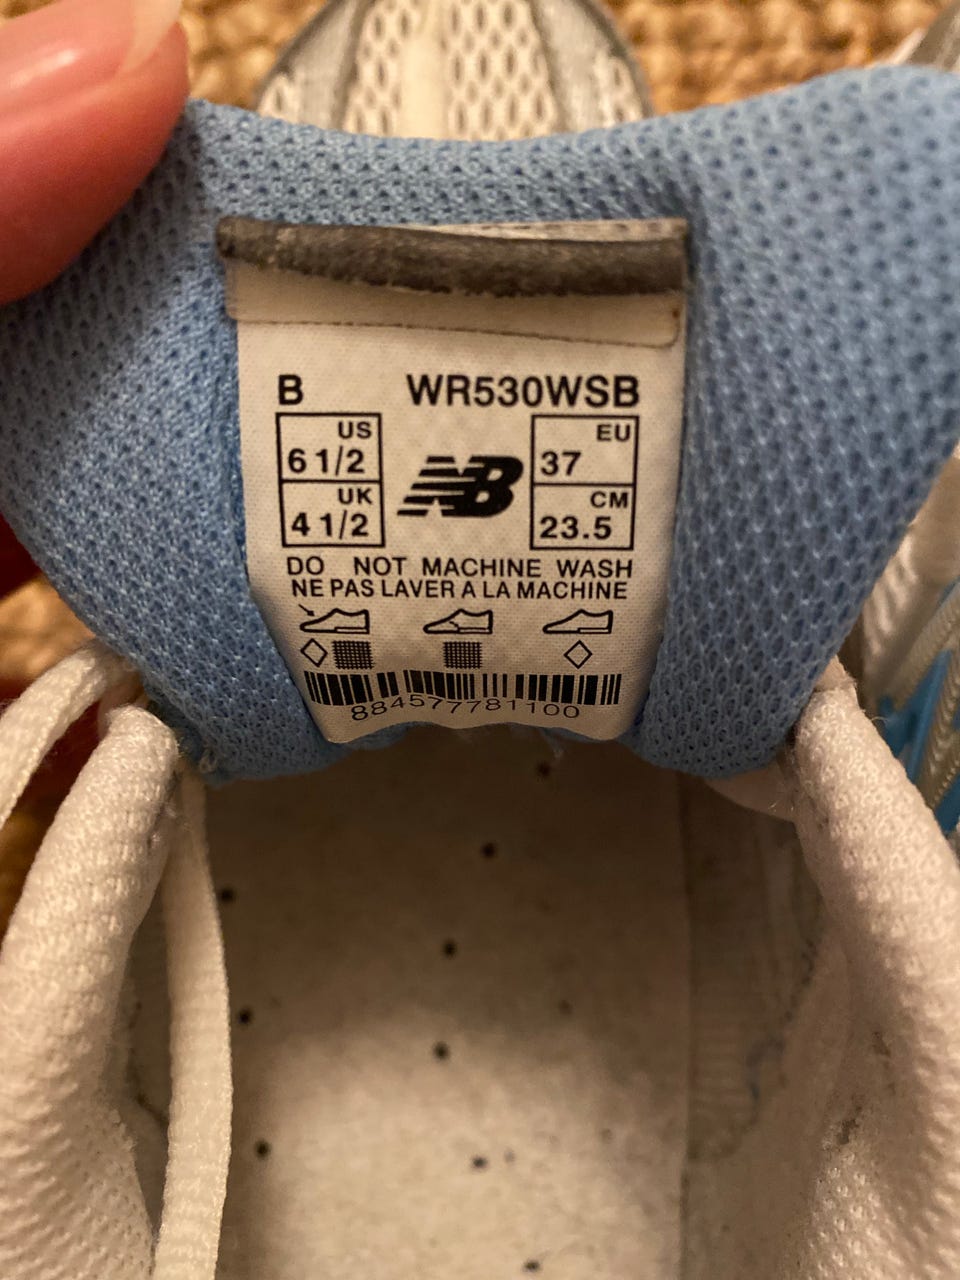 B WR530WSB
US EU
6 1/2 37
NB
UK CM
4 1/2 23.5
DO NOT MACHINE WASH
NE PAS LAVER A LA MACHINE
884577781100